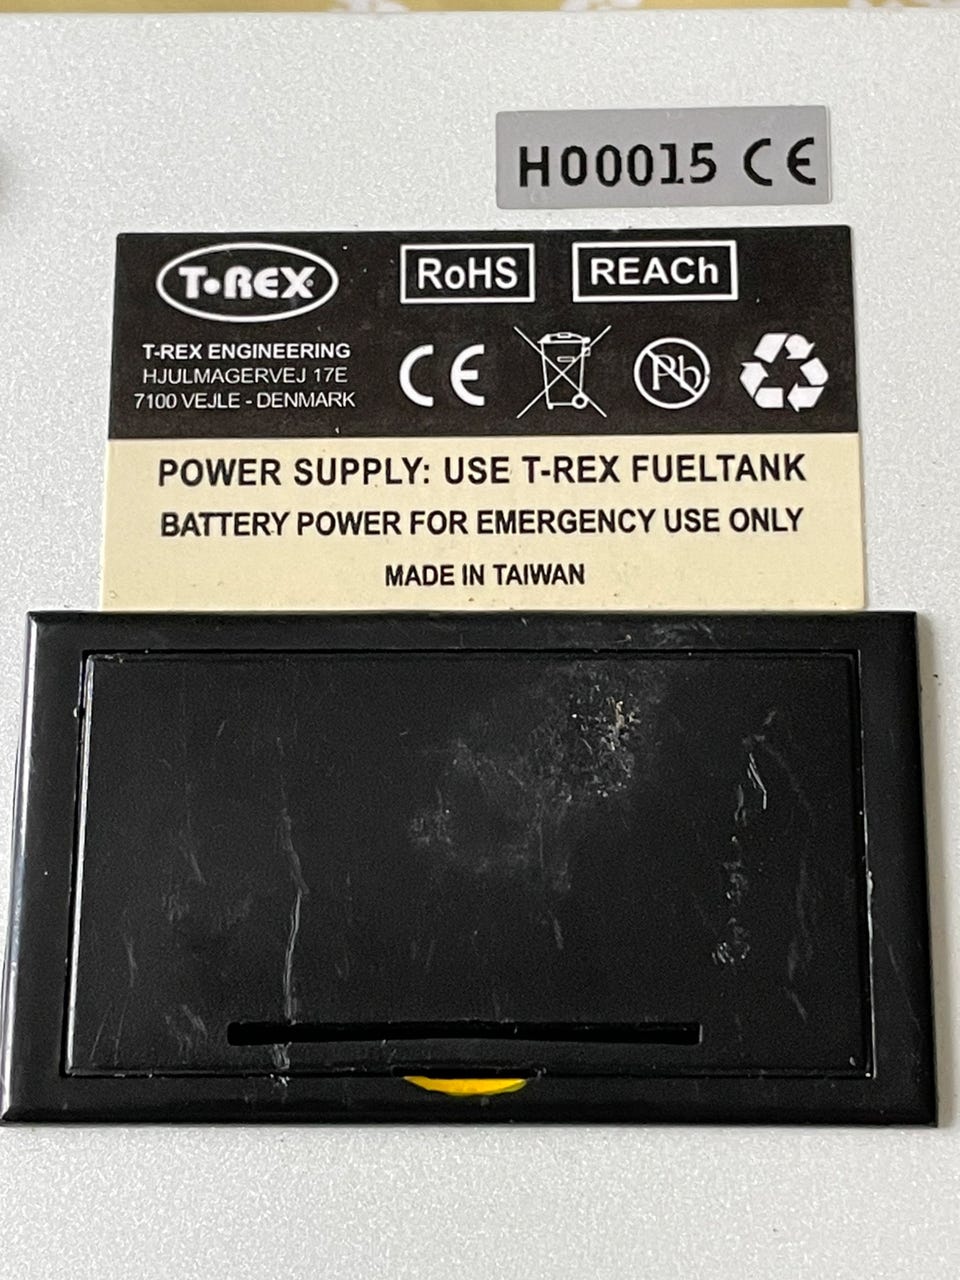 H00015 CE
T-REX
RoHS
REACh
T-REX ENGINEERING
HJULMAGERVEJ 17E
7100 VEJLE - DENMARK
CE
Pb
POWER SUPPLY: USE T-REX FUELTANK
BATTERY POWER FOR EMERGENCY USE ONLY
MADE IN TAIWAN